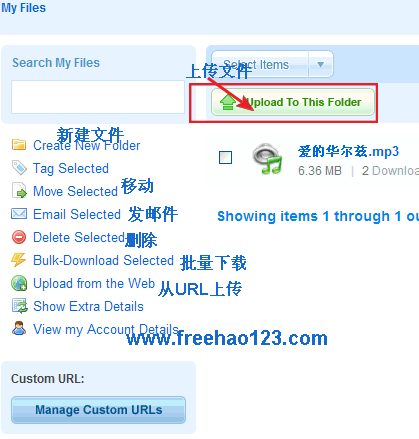 My Files
Search My Files
Select Items
上传文件
Upload To This Folder
新建文件
Create New Folder
Tag Selected
Move Selected 移动
Email Selected 发邮件
Delete Selected 删除
Bulk-Download Selected 批量下载
Upload from the Web 从URL上传
Show Extra Details
View my Account Details
www.freehao123.com
爱的华尔兹.mp3
6.36 MB | 2 Downloa
Showing items 1 through 1 ou
Custom URL:
Manage Custom URLs